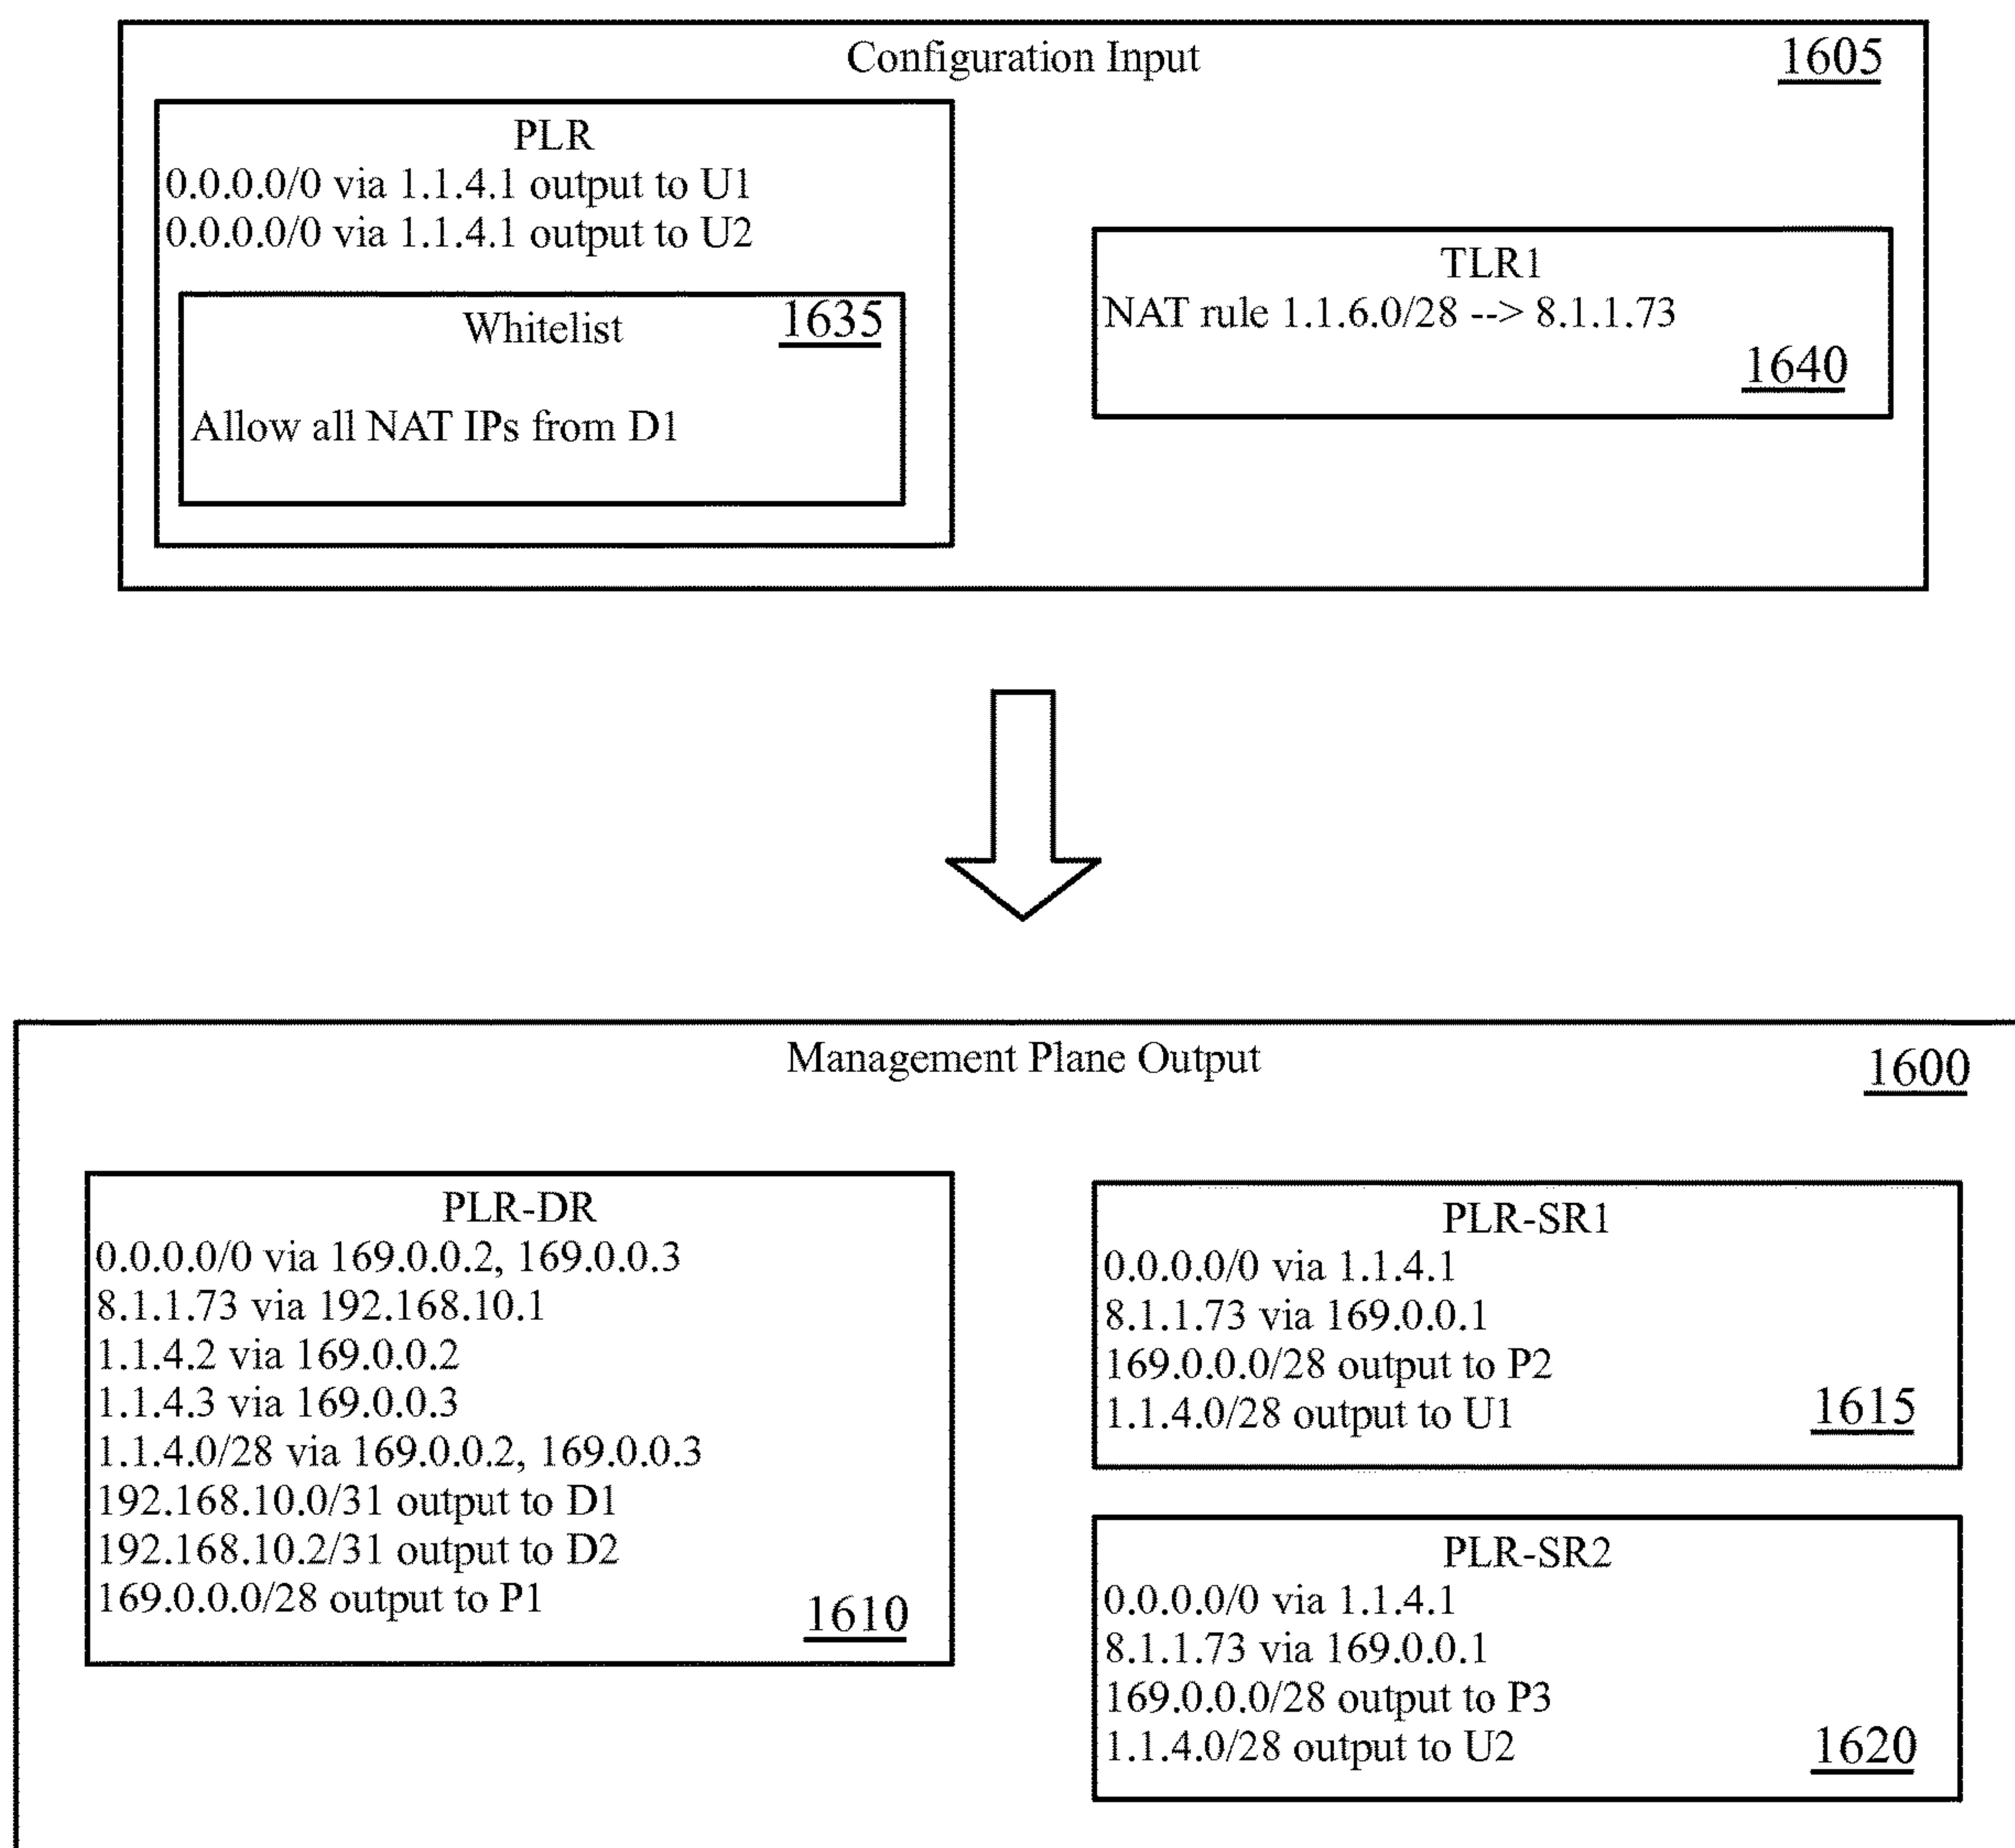 Configuration Input
1605
PLR
0.0.0.0/0 via 1.1.4.1 output to U1
0.0.0.0/0 via 1.1.4.1 output to U2
Whitelist
1635
Allow all NAT IPs from D1
TLR1
NAT rule 1.1.6.0/28 --> 8.1.1.73
1640
Management Plane Output
1600
PLR-DR
0.0.0.0/0 via 169.0.0.2, 169.0.0.3
8.1.1.73 via 192.168.10.1
1.1.4.2 via 169.0.0.2
1.1.4.3 via 169.0.0.3
1.1.4.0/28 via 169.0.0.2, 169.0.0.3
192.168.10.0/31 output to D1
192.168.10.2/31 output to D2
169.0.0.0/28 output to P1
1610
PLR-SR1
0.0.0.0/0 via 1.1.4.1
8.1.1.73 via 169.0.0.1
169.0.0.0/28 output to P2
1.1.4.0/28 output to U1
1615
PLR-SR2
0.0.0.0/0 via 1.1.4.1
8.1.1.73 via 169.0.0.1
169.0.0.0/28 output to P3
1.1.4.0/28 output to U2
1620